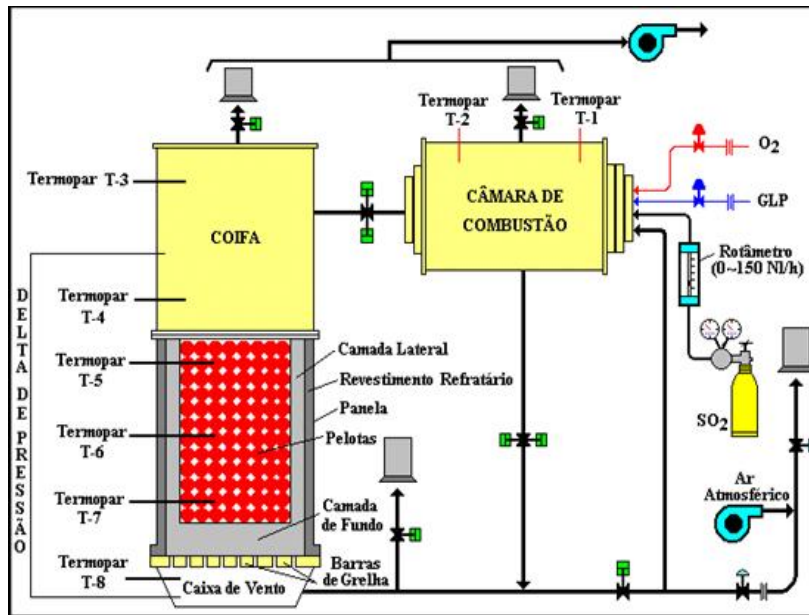 Termopar
T-2
Termopar
T-1
O2
GLP
Termopar T-3
COIFA
CÂMARA DE
COMBUSTÃO
Rotâmetro
(0~150 Nl/h)
Termopar
T-4
DELTA DE PRESSÃO
Termopar
T-5
Camada Lateral
Revestimento Refratário
Panela
Termopar
T-6
Pelotas
SO2
Termopar
T-7
Camada
de Fundo
Ar
Atmosférico
Termopar
T-8
Caixa de Vento
Barras
de Grelha